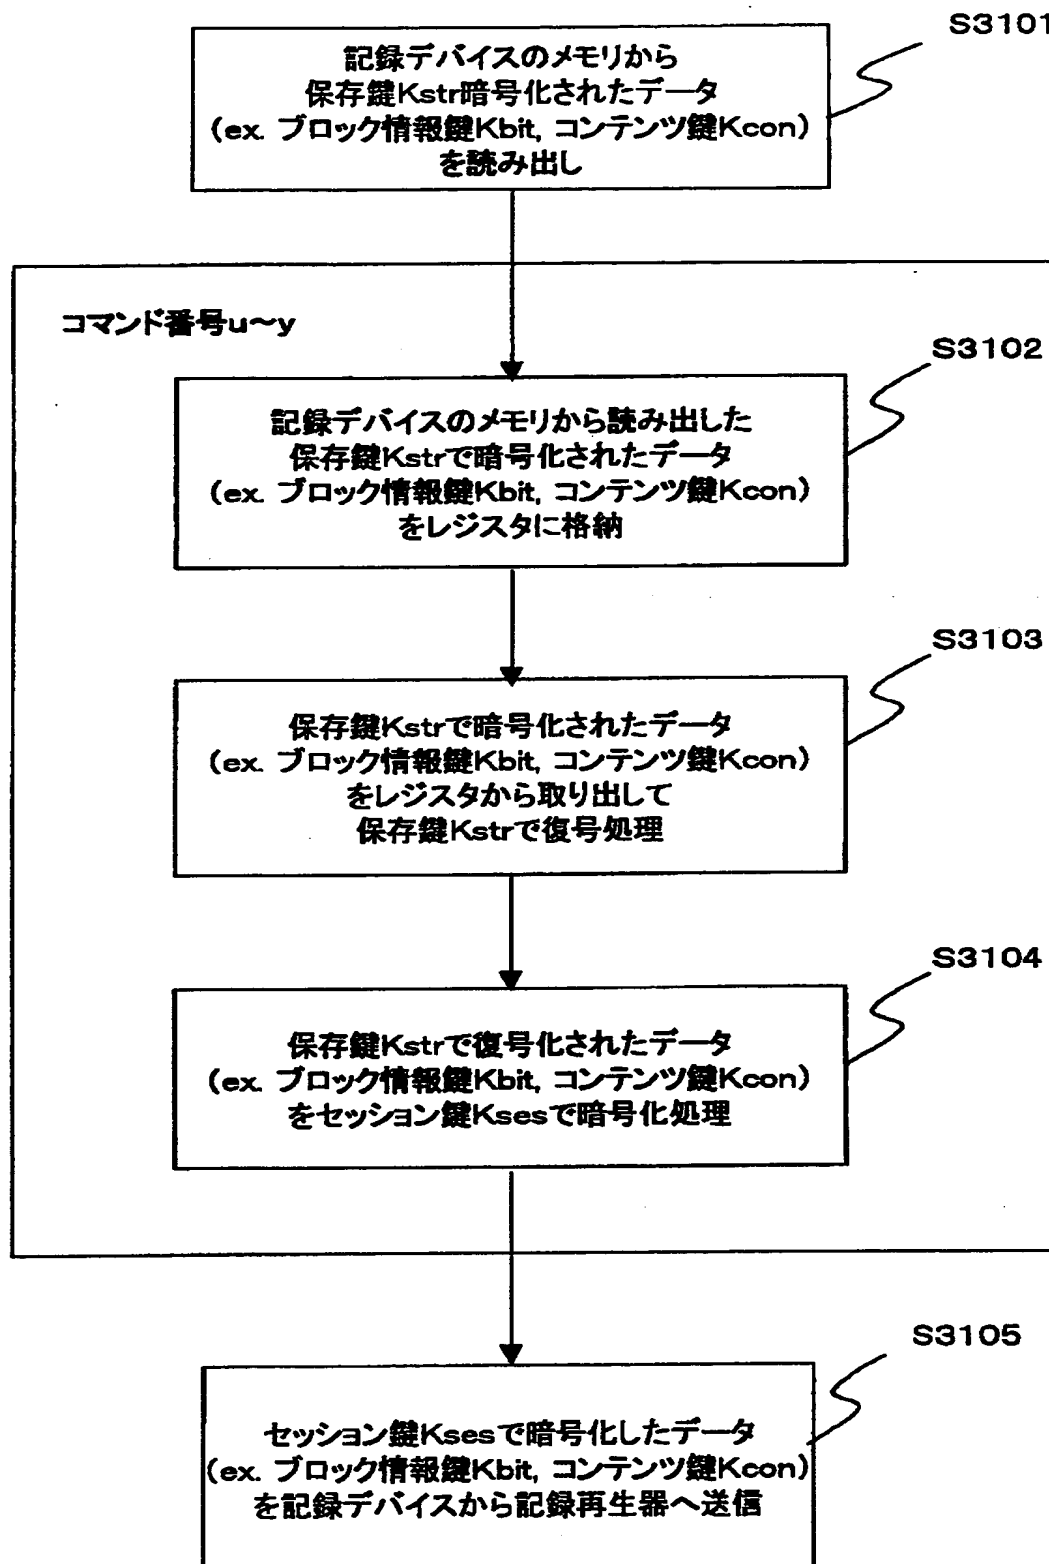 S3101
記録デバイスのメモリから
保存鍵Kstr暗号化されたデータ
(ex. ブロック情報鍵Kbit, コンテンツ鍵Kcon)
を読み出し
コマンド番号u~y
S3102
記録デバイスのメモリから読み出した
保存鍵Kstrで暗号化されたデータ
(ex. ブロック情報鍵Kbit, コンテンツ鍵Kcon)
をレジスタに格納
S3103
保存鍵Kstrで暗号化されたデータ
(ex. ブロック情報鍵Kbit, コンテンツ鍵Kcon)
をレジスタから取り出して
保存鍵Kstrで復号処理
S3104
保存鍵Kstrで復号化されたデータ
(ex. ブロック情報鍵Kbit, コンテンツ鍵Kcon)
をセッション鍵Ksesで暗号化処理
S3105
セッション鍵Ksesで暗号化したデータ
(ex. ブロック情報鍵Kbit, コンテンツ鍵Kcon)
を記録デバイスから記録再生器へ送信